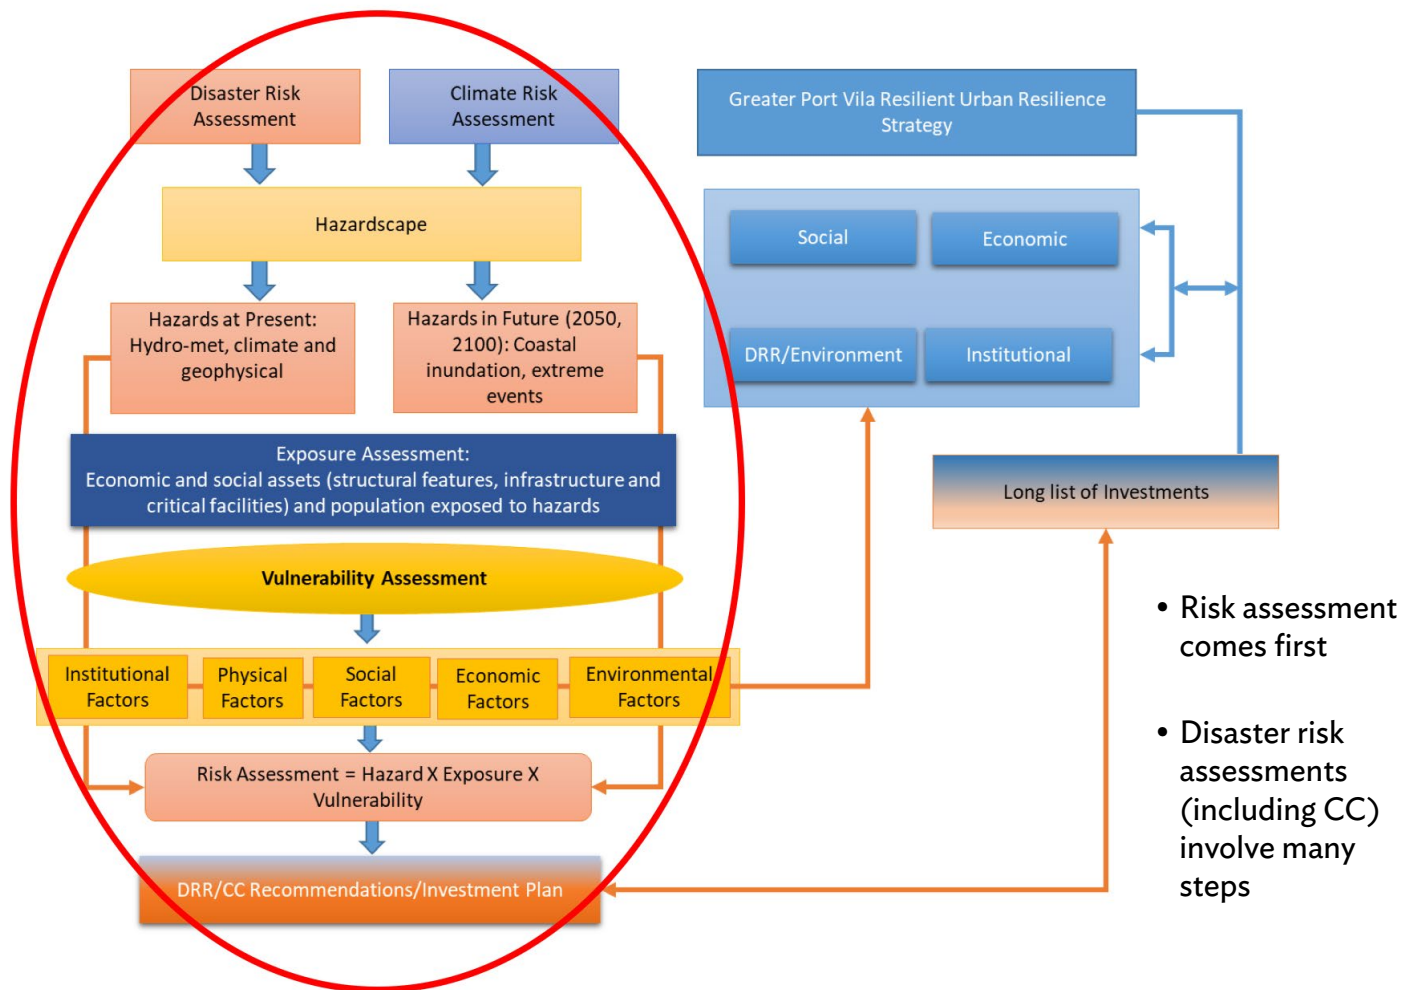 Disaster Risk
Assessment
Climate Risk
Assessment
Hazardscape
Hazards at Present:
Hydro-met, climate and
geophysical
Hazards in Future (2050,
2100): Coastal
inundation, extreme
events
Exposure Assessment:
Economic and social assets (structural features, infrastructure and
critical facilities) and population exposed to hazards
Vulnerability Assessment
Institutional
Factors
Physical
Factors
Social
Factors
Economic
Factors
Environmental
Factors
Risk Assessment = Hazard X Exposure X
Vulnerability
DRR/CC Recommendations/Investment Plan
Greater Port Vila Resilient Urban Resilience
Strategy
Social
Economic
DRR/Environment
Institutional
Long list of Investments
• Risk assessment
comes first
• Disaster risk
assessments
(including CC)
involve many
steps